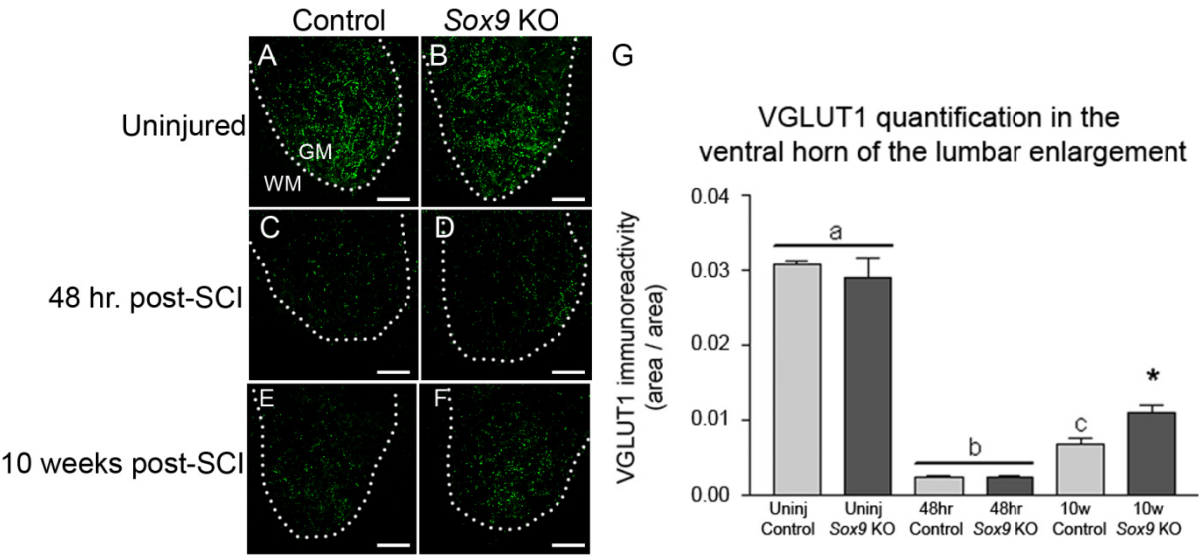 Control
Sox9 KO
A
B
Uninjured
GM
WM
C
D
48 hr. post-SCI
E
F
10 weeks post-SCI
G
VGLUT1 quantification in the
ventral horn of the lumbar enlargement
VGLUT1 immunoreactivity
(area / area)
0.04
0.03
0.02
0.01
0.00
a
b
c
*
Uninj
Control
Uninj
Sox9 KO
48hr
Control
48hr
Sox9 KO
10w
Control
10w
Sox9 KO